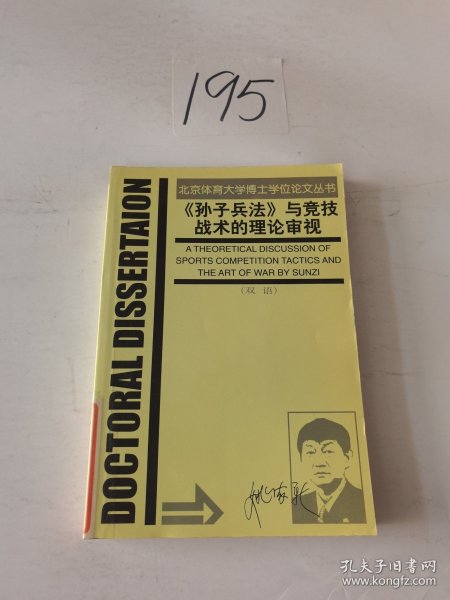 195
北京体育大学博士学位论文丛书
《孙子兵法》与竞技
战术的理论审视
A THEORETICAL DISCUSSION OF
SPORTS COMPETITION TACTICS AND
THE ART OF WAR BY SUNZI
(双 语)
DOCTORAL DISSERTAION
孔夫子旧书网
www.kongfz.com